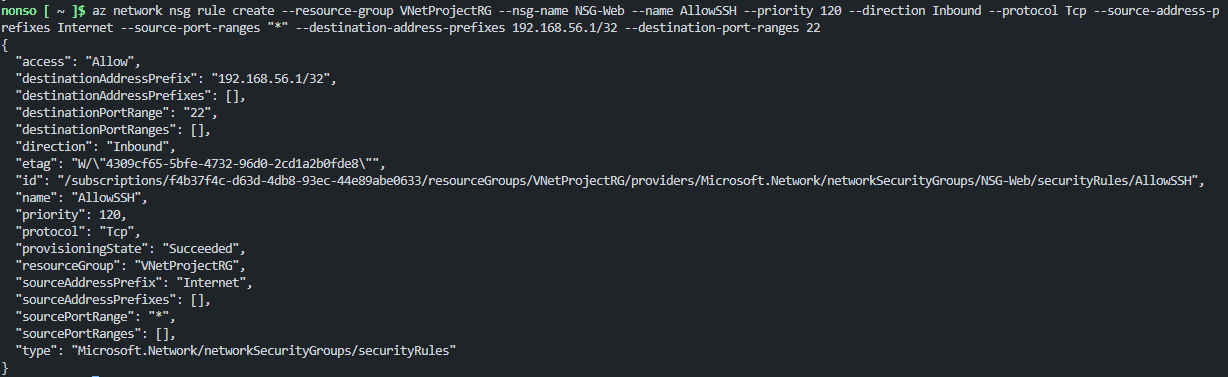 nonso [ ~ ]$ az network nsg rule create --resource-group VNetProjectRG --nsg-name NSG-Web --name AllowSSH --priority 120 --direction Inbound --protocol Tcp --source-address-p
refixes Internet --source-port-ranges "*" --destination-address-prefixes 192.168.56.1/32 --destination-port-ranges 22
{
  "access": "Allow",
  "destinationAddressPrefix": "192.168.56.1/32",
  "destinationAddressPrefixes": [],
  "destinationPortRange": "22",
  "destinationPortRanges": [],
  "direction": "Inbound",
  "etag": "W/\"4309cf65-5bfe-4732-96d0-2cd1a2b0fde8\"",
  "id": "/subscriptions/f4b37f4c-d63d-4db8-93ec-44e89abe0633/resourceGroups/VNetProjectRG/providers/Microsoft.Network/networkSecurityGroups/NSG-Web/securityRules/AllowSSH",
  "name": "AllowSSH",
  "priority": 120,
  "protocol": "Tcp",
  "provisioningState": "Succeeded",
  "resourceGroup": "VNetProjectRG",
  "sourceAddressPrefix": "Internet",
  "sourceAddressPrefixes": [],
  "sourcePortRange": "*",
  "sourcePortRanges": [],
  "type": "Microsoft.Network/networkSecurityGroups/securityRules"
}